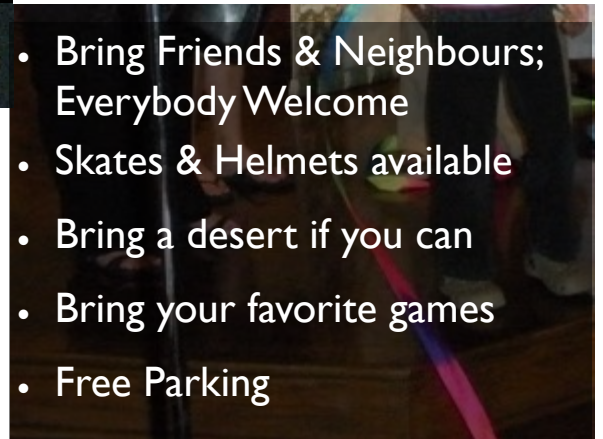 • Bring Friends & Neighbours;
Everybody Welcome
• Skates & Helmets available
• Bring a desert if you can
• Bring your favorite games
• Free Parking